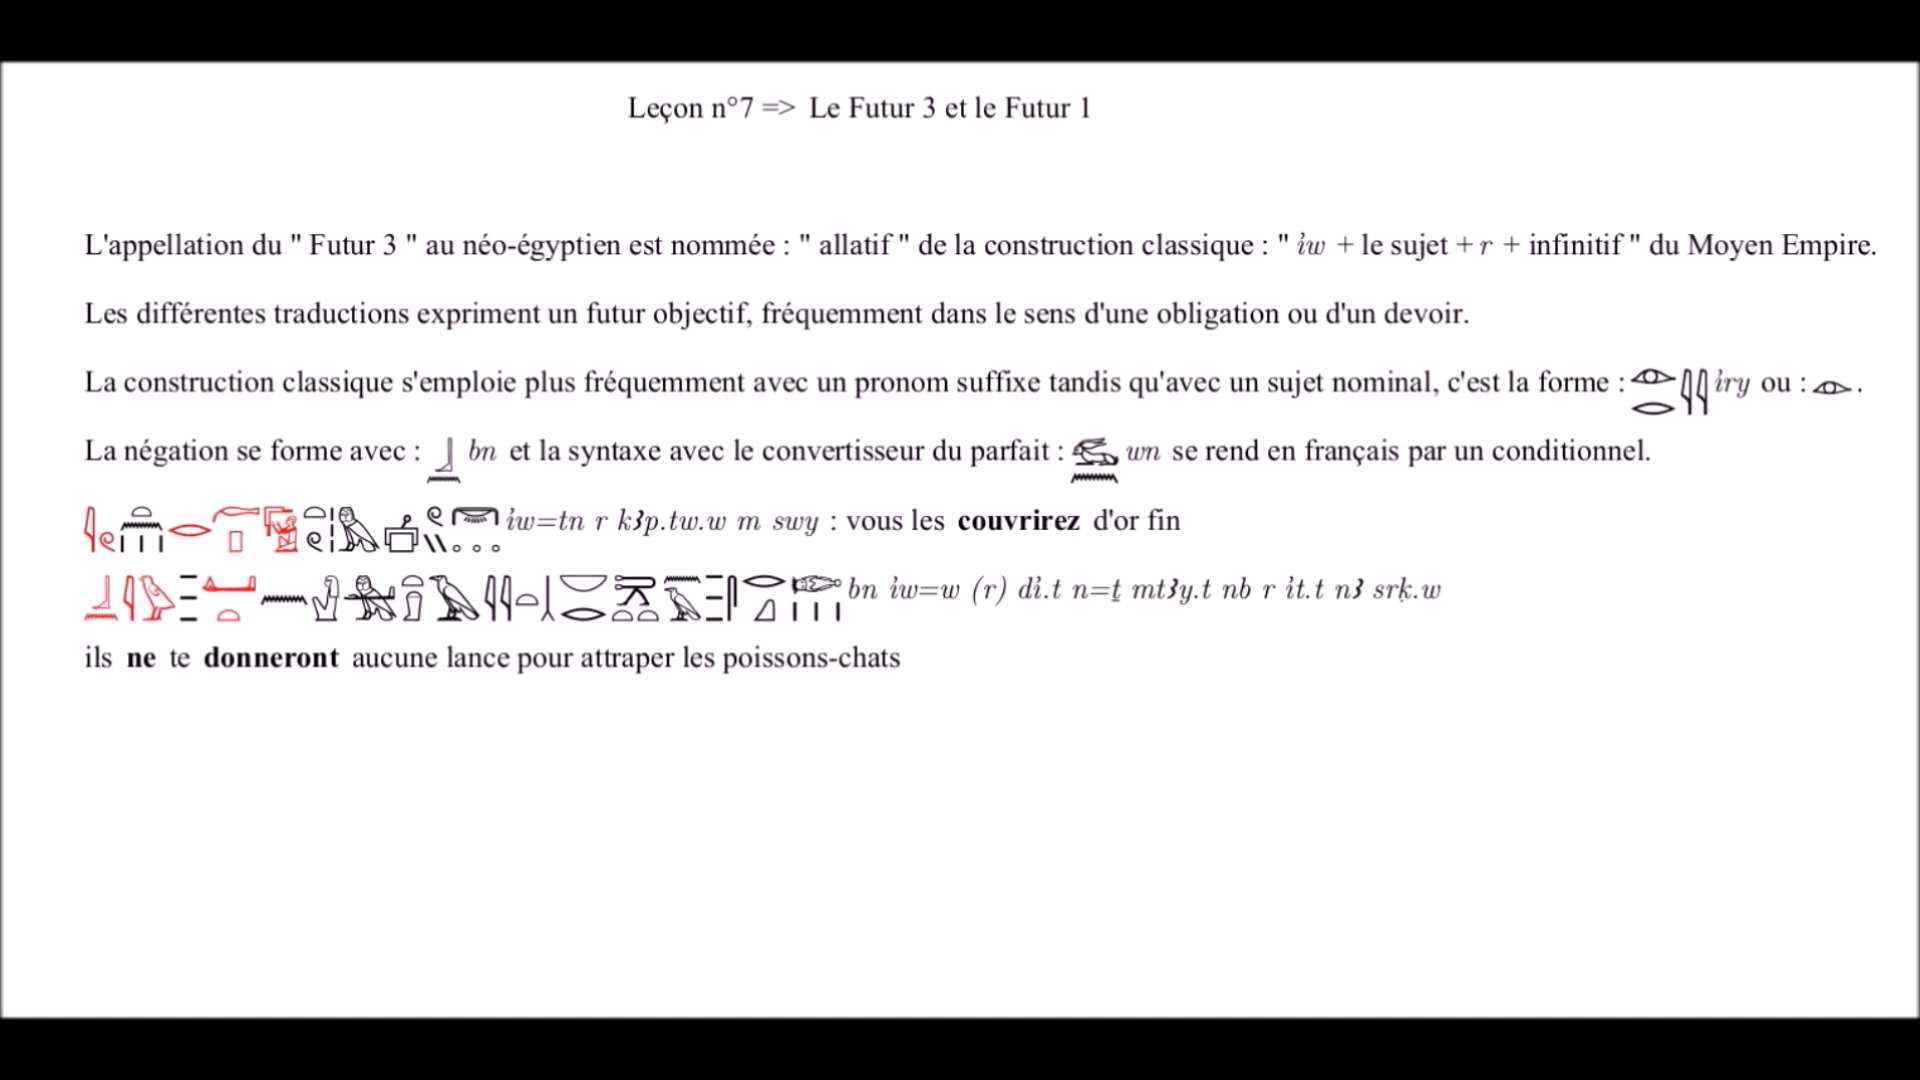 Leçon n°7 => Le Futur 3 et le Futur 1
L'appellation du " Futur 3 " au néo-égyptien est nommée : " allatif " de la construction classique : " ỉw + le sujet + r + infinitif " du Moyen Empire.
Les différentes traductions expriment un futur objectif, fréquemment dans le sens d'une obligation ou d'un devoir.
La construction classique s'emploie plus fréquemment avec un pronom suffixe tandis qu'avec un sujet nominal, c'est la forme : ỉry ou : .
La négation se forme avec : bn et la syntaxe avec le convertisseur du parfait : wn se rend en français par un conditionnel.
ỉw=tn r kꜣp.tw.w m swy : vous les couvrirez d'or fin
bn ỉw=w (r) dỉ.t n=ṯ mtꜣy.t nb r ỉt.t nꜣ srḳ.w
ils ne te donneront aucune lance pour attraper les poissons-chats